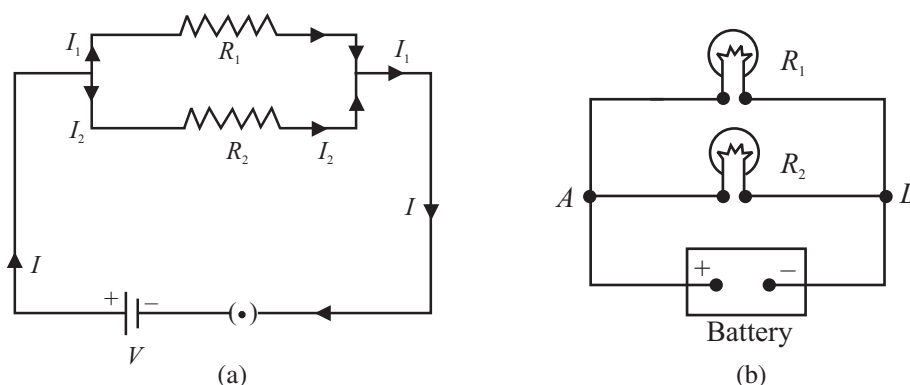 I₁
R₁
I₁
I₂
R₂
I₂
I
I
+
−
V
(a)
R₁
R₂
A
+
−
Battery
(b)